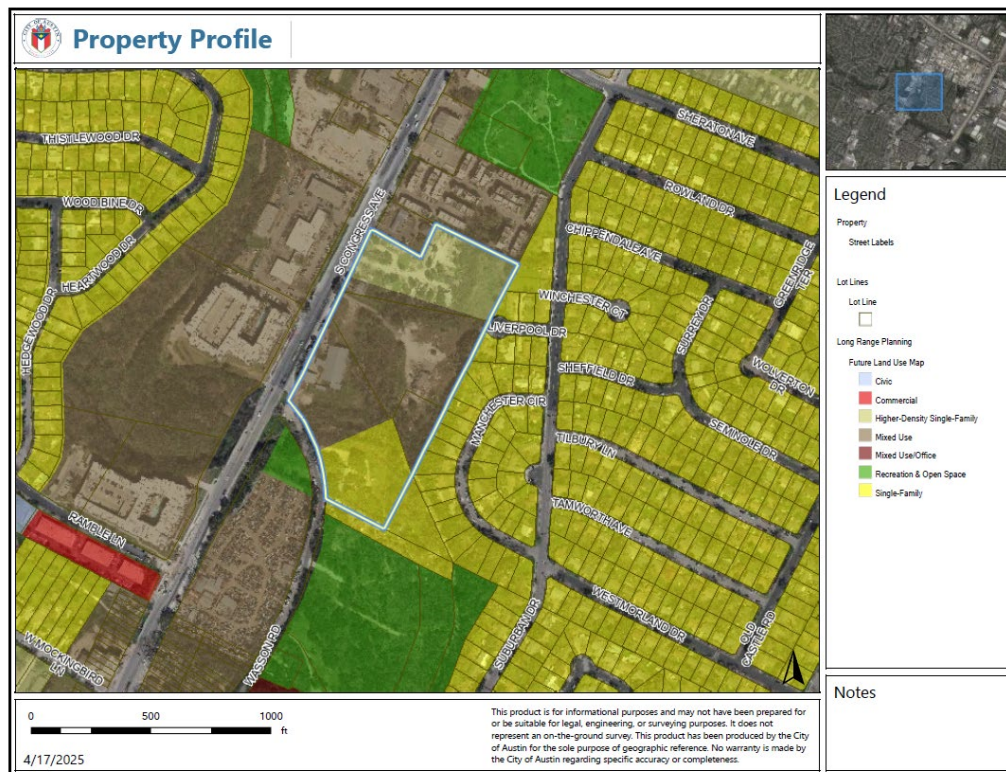 CITY OF AUSTIN
Property Profile
SHERATON AVE
THISTLEWOOD DR
ROWLAND DR
WOOD BINE DR
S CONGRESS AVE
CHIPPENDALE AVE
GREENRIDGE TER
HEARTWOOD DR
HEDGEWOOD DR
WINCHESTER CT
SURREY DR
LIVERPOOL DR
SHEFFIELD DR
WOLVERTON DR
MANCHESTER CIR
SEMINOLE DR
TILBURY LN
TAMWORTH AVE
RAMBLE LN
WESTMORLAND DR
OLD CASTLE RD
SUBURBAN DR
W MOCKINGBIRD LN
WASSON RD
Legend
Property
Street Labels
Lot Lines
Lot Line
Long Range Planning
Future Land Use Map
Civic
Commercial
Higher-Density Single-Family
Mixed Use
Mixed Use/Office
Recreation & Open Space
Single-Family
Notes
0 500 1000
ft
4/17/2025
This product is for informational purposes and may not have been prepared for
or be suitable for legal, engineering, or surveying purposes. It does not
represent an on-the-ground survey. This product has been produced by the City
of Austin for the sole purpose of geographic reference. No warranty is made by
the City of Austin regarding specific accuracy or completeness.